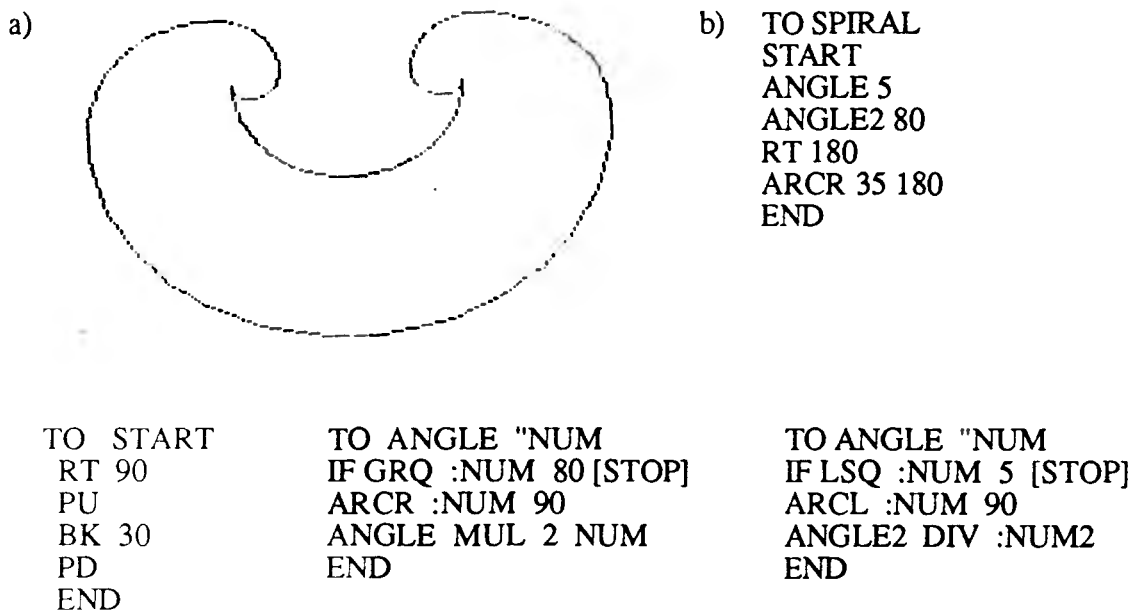 a)
b) TO SPIRAL
START
ANGLE 5
ANGLE2 80
RT 180
ARCR 35 180
END
TO START
RT 90
PU
BK 30
PD
END
TO ANGLE "NUM
IF GRQ :NUM 80 [STOP]
ARCR :NUM 90
ANGLE MUL 2 NUM
END
TO ANGLE "NUM
IF LSQ :NUM 5 [STOP]
ARCL :NUM 90
ANGLE2 DIV :NUM2
END